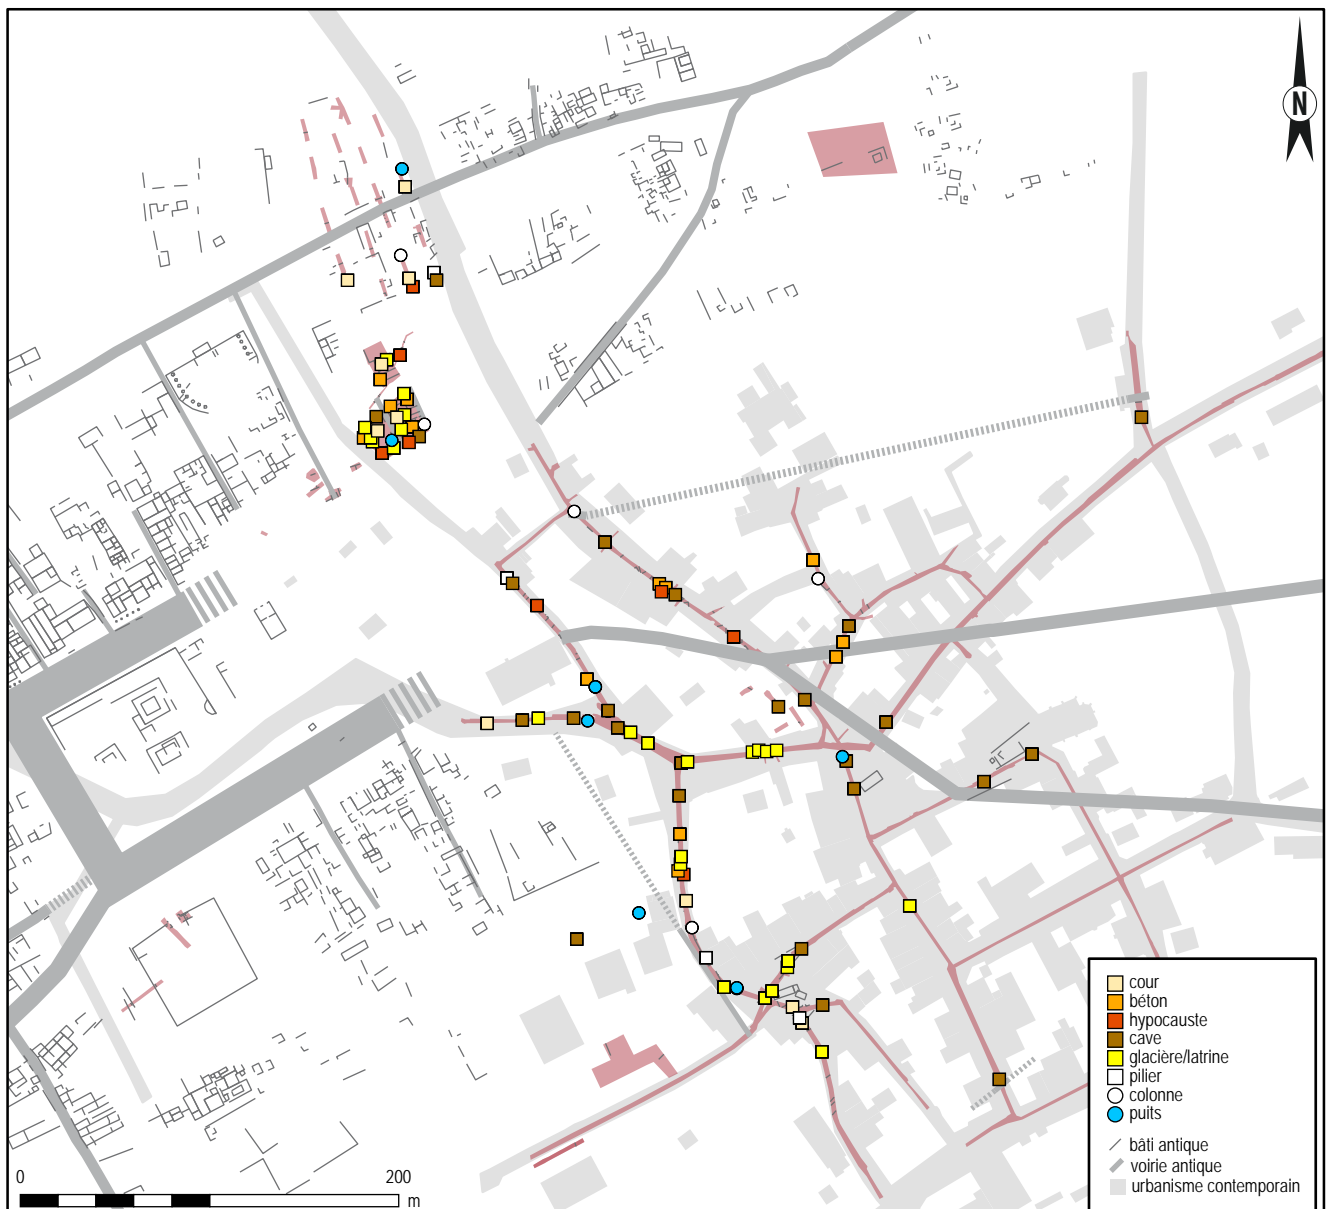 N
cour
béton
hypocauste
cave
glacière/latrine
pilier
colonne
puits
bâti antique
voirie antique
urbanisme contemporain
0 200
m